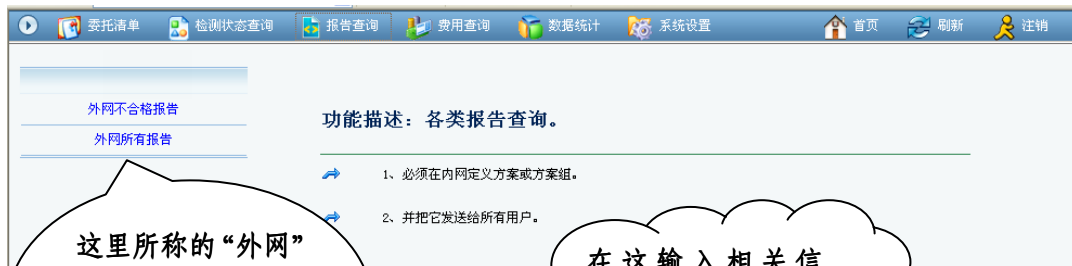 委托清单 检测状态查询 报告查询 费用查询 数据统计 系统设置 首页 刷新 注销
外网不合格报告
外网所有报告
功能描述：各类报告查询。
1、必须在内网定义方案或方案组。
2、并把它发送给所有用户。
这里所称的“外网”
在这输入相关信